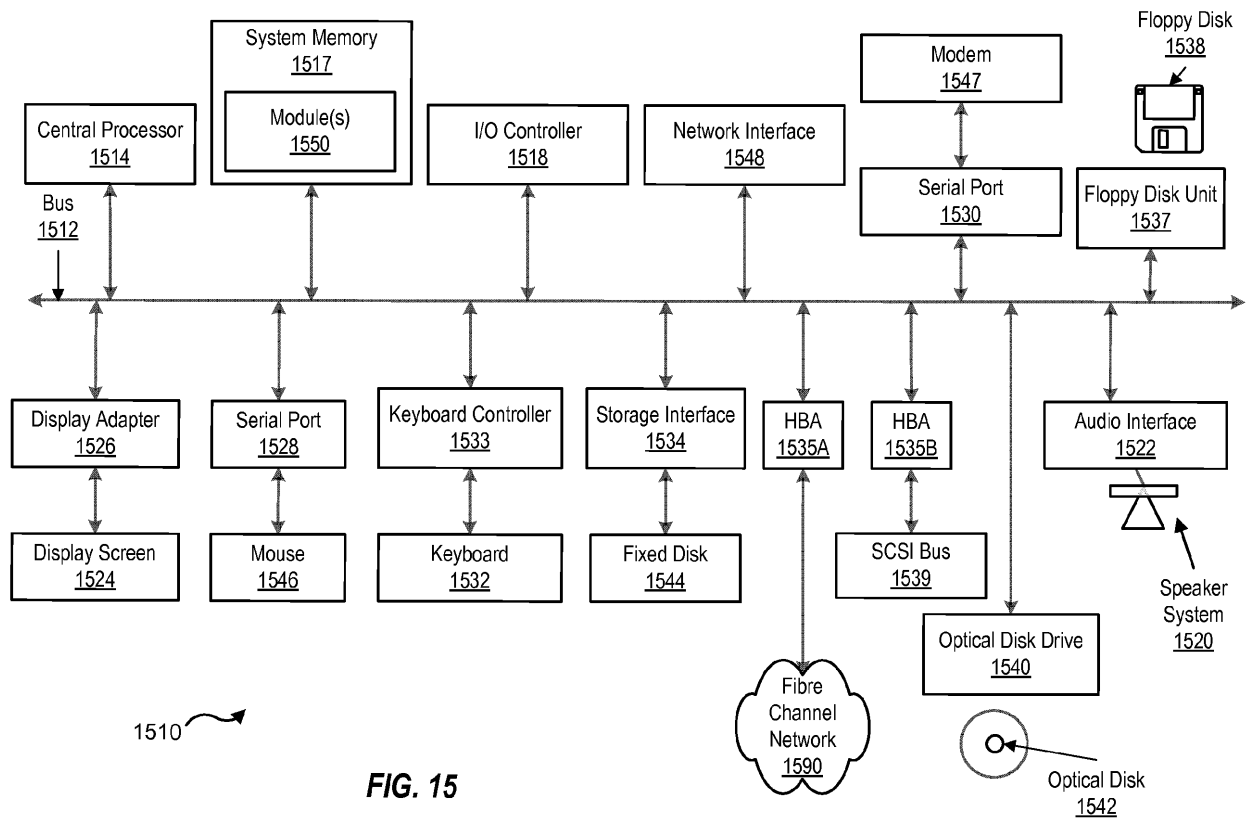 Floppy Disk
1538
System Memory
1517
Module(s)
1550
Modem
1547
Central Processor
1514
I/O Controller
1518
Network Interface
1548
Serial Port
1530
Floppy Disk Unit
1537
Bus
1512
Display Adapter
1526
Serial Port
1528
Keyboard Controller
1533
Storage Interface
1534
HBA
1535A
HBA
1535B
Audio Interface
1522
Display Screen
1524
Mouse
1546
Keyboard
1532
Fixed Disk
1544
SCSI Bus
1539
Speaker
System
1520
Optical Disk Drive
1540
Fibre
Channel
Network
1590
1510
Optical Disk
1542
FIG. 15